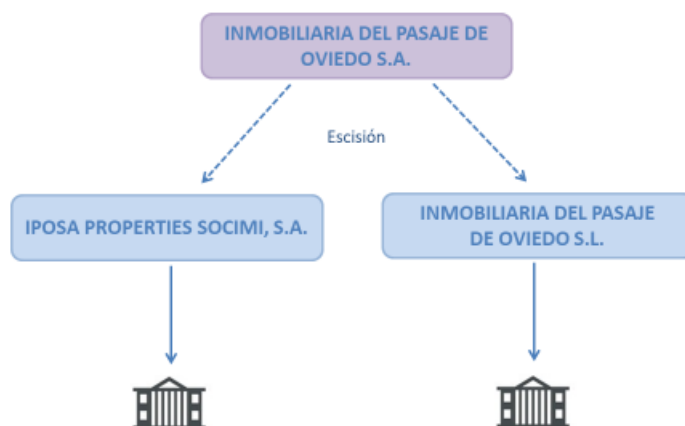 INMOBILIARIA DEL PASAJE DE
OVIEDO S.A.
Escisión
IPOSA PROPERTIES SOCIMI, S.A.
INMOBILIARIA DEL PASAJE
DE OVIEDO S.L.